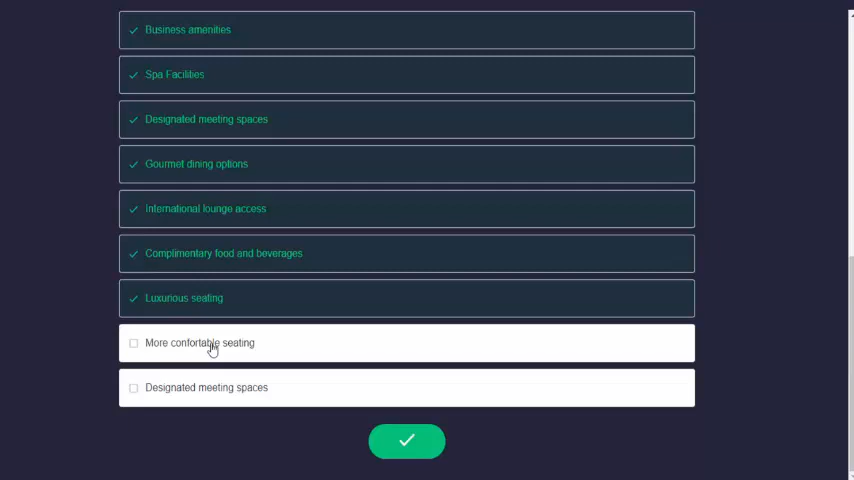 Business amenities
Spa Facilities
Designated meeting spaces
Gourmet dining options
International lounge access
Complimentary food and beverages
Luxurious seating
More confortable seating
Designated meeting spaces